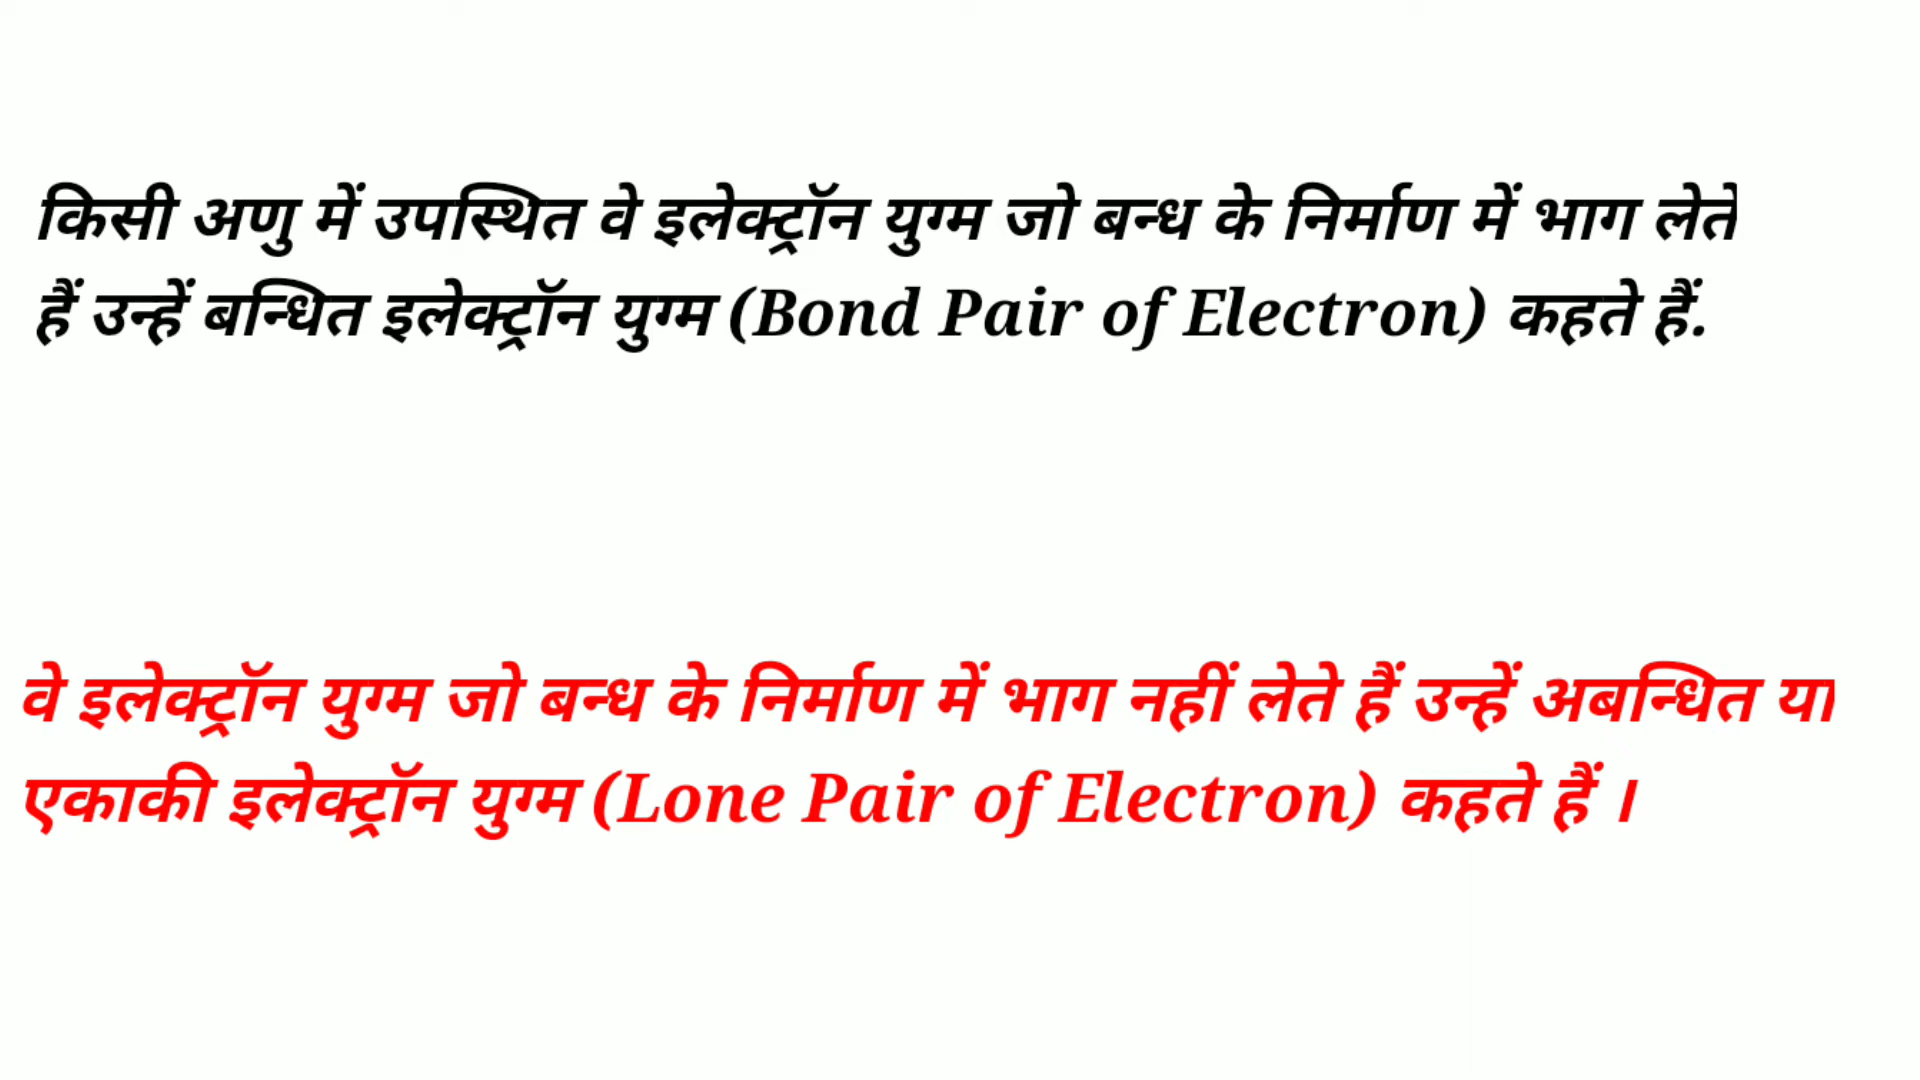 किसी अणु में उपस्थित वे इलेक्ट्रॉन युग्म जो बन्ध के निर्माण में भाग लेते
हैं उन्हें बन्धित इलेक्ट्रॉन युग्म (Bond Pair of Electron) कहते हैं.
वे इलेक्ट्रॉन युग्म जो बन्ध के निर्माण में भाग नहीं लेते हैं उन्हें अबन्धित या
एकाकी इलेक्ट्रॉन युग्म (Lone Pair of Electron) कहते हैं ।